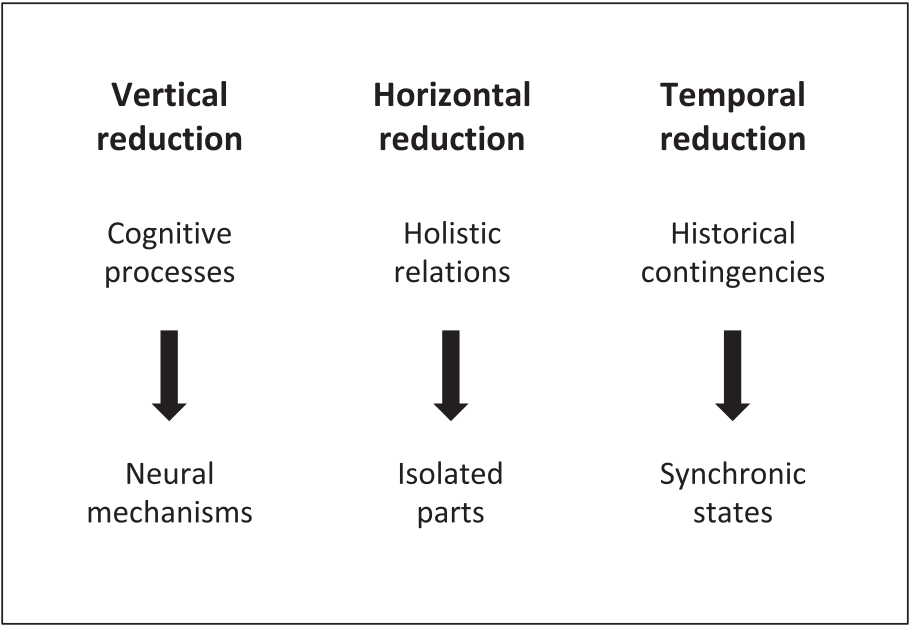 Vertical
reduction
Cognitive
processes
Neural
mechanisms
Horizontal
reduction
Holistic
relations
Isolated
parts
Temporal
reduction
Historical
contingencies
Synchronic
states